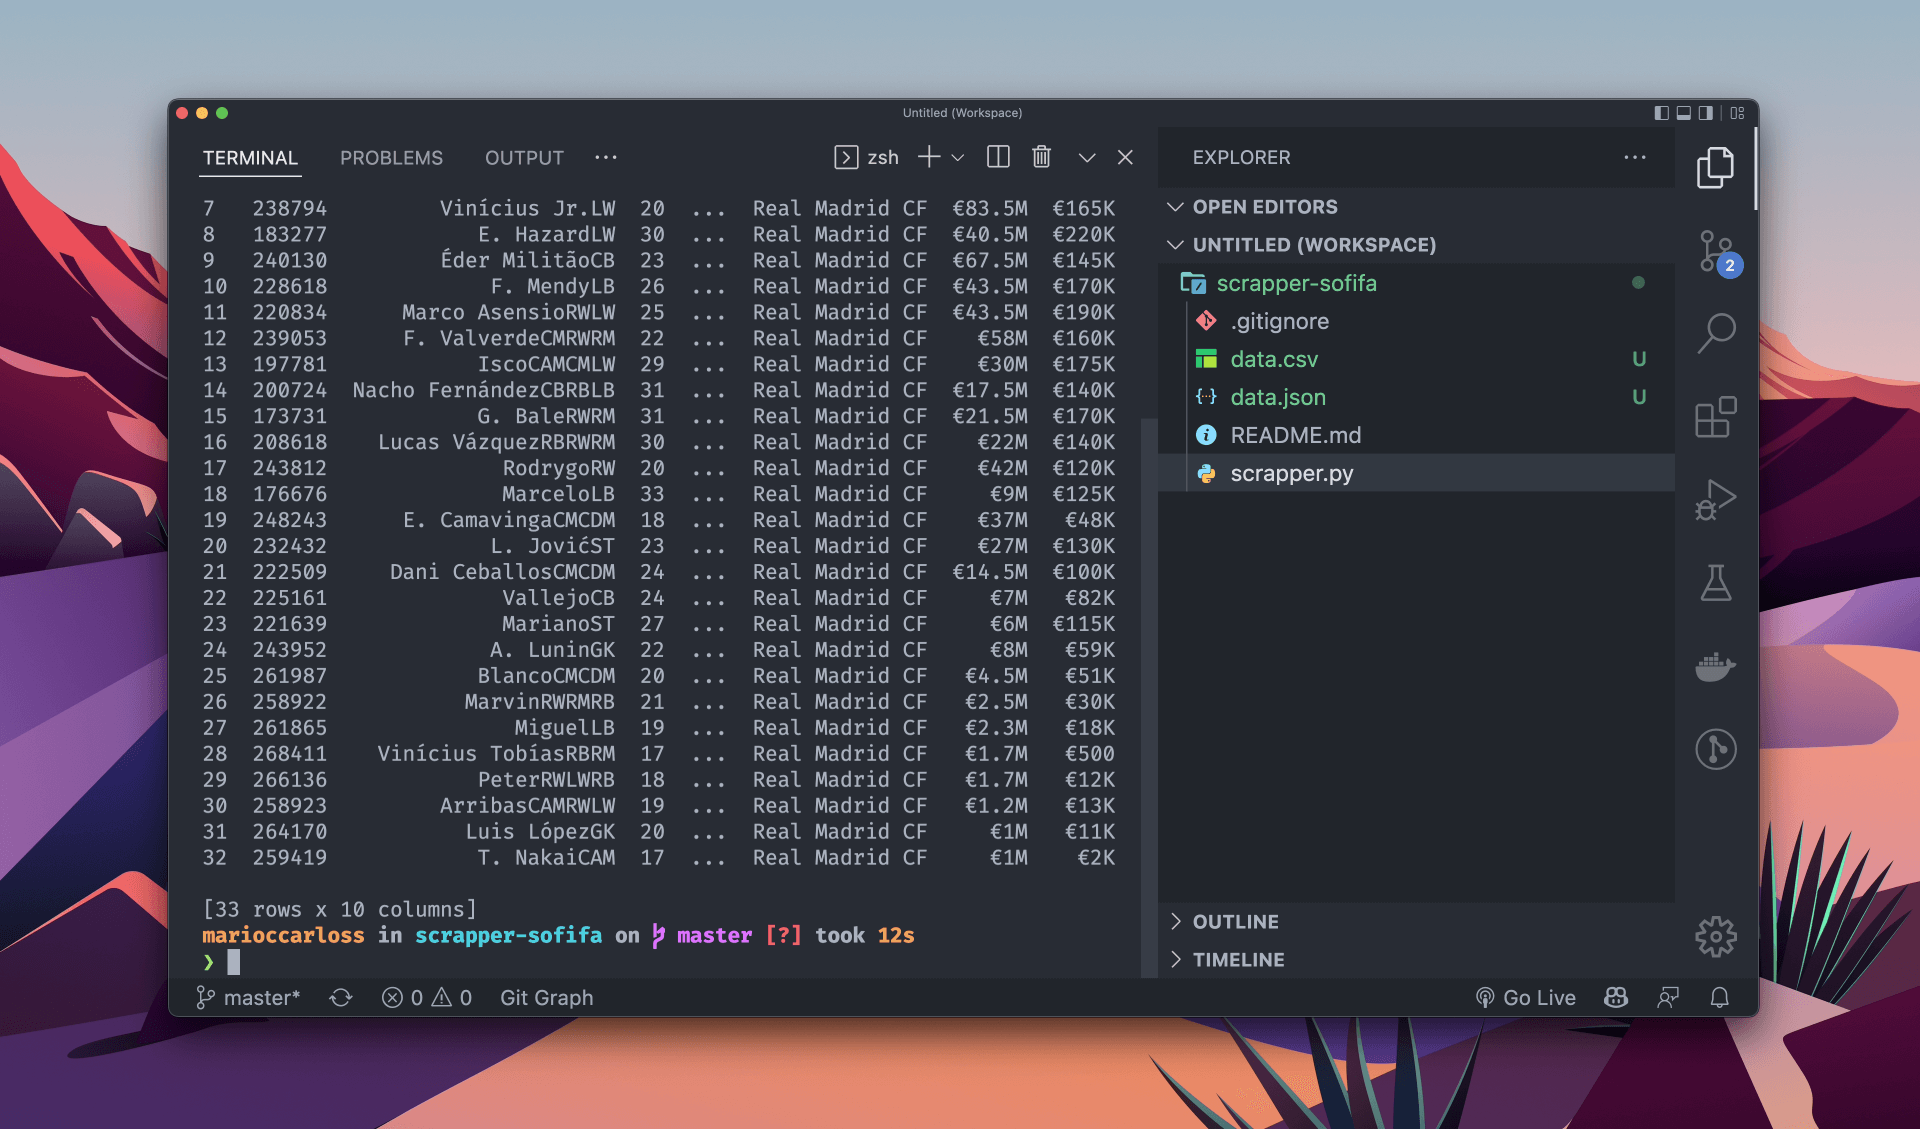 Untitled (Workspace)
TERMINAL PROBLEMS OUTPUT ... zsh
7 238794 Vinícius Jr.LW 20 ... Real Madrid CF €83.5M €165K
8 183277 E. HazardLW 30 ... Real Madrid CF €40.5M €220K
9 240130 Éder MilitãoCB 23 ... Real Madrid CF €67.5M €145K
10 228618 F. MendyLB 26 ... Real Madrid CF €43.5M €170K
11 220834 Marco AsensioRWLW 25 ... Real Madrid CF €43.5M €190K
12 239053 F. ValverdeCMRWRM 22 ... Real Madrid CF €58M €160K
13 197781 IscoCAMCMLW 29 ... Real Madrid CF €30M €175K
14 200724 Nacho FernándezCBRBLB 31 ... Real Madrid CF €17.5M €140K
15 173731 G. BaleRWRM 31 ... Real Madrid CF €21.5M €170K
16 208618 Lucas VázquezRBRWRM 30 ... Real Madrid CF €22M €140K
17 243812 RodrygoRW 20 ... Real Madrid CF €42M €120K
18 176676 MarceloLB 33 ... Real Madrid CF €9M €125K
19 248243 E. CamavingaCMCDM 18 ... Real Madrid CF €37M €48K
20 232432 L. JovićST 23 ... Real Madrid CF €27M €130K
21 222509 Dani CeballosCMCDM 24 ... Real Madrid CF €14.5M €100K
22 225161 VallejoCB 24 ... Real Madrid CF €7M €82K
23 221639 MarianoST 27 ... Real Madrid CF €6M €115K
24 243952 A. LuninGK 22 ... Real Madrid CF €8M €59K
25 261987 BlancoCMCDM 20 ... Real Madrid CF €4.5M €51K
26 258922 MarvinRWRMRB 21 ... Real Madrid CF €2.5M €30K
27 261865 MiguelLB 19 ... Real Madrid CF €2.3M €18K
28 268411 Vinícius TobíasRBRM 17 ... Real Madrid CF €1.7M €500
29 266136 PeterRWLWRB 18 ... Real Madrid CF €1.7M €12K
30 258923 ArribasCAMRWLW 19 ... Real Madrid CF €1.2M €13K
31 264170 Luis LópezGK 20 ... Real Madrid CF €1M €11K
32 259419 T. NakaiCAM 17 ... Real Madrid CF €1M €2K
[33 rows x 10 columns]
marioccarloss in scrapper-sofifa on master [?] took 12s
❯
EXPLORER ...
OPEN EDITORS
UNTITLED (WORKSPACE)
scrapper-sofifa
.gitignore
data.csv U
data.json U
README.md
scrapper.py
OUTLINE
TIMELINE
2
master* 0 0 Git Graph Go Live